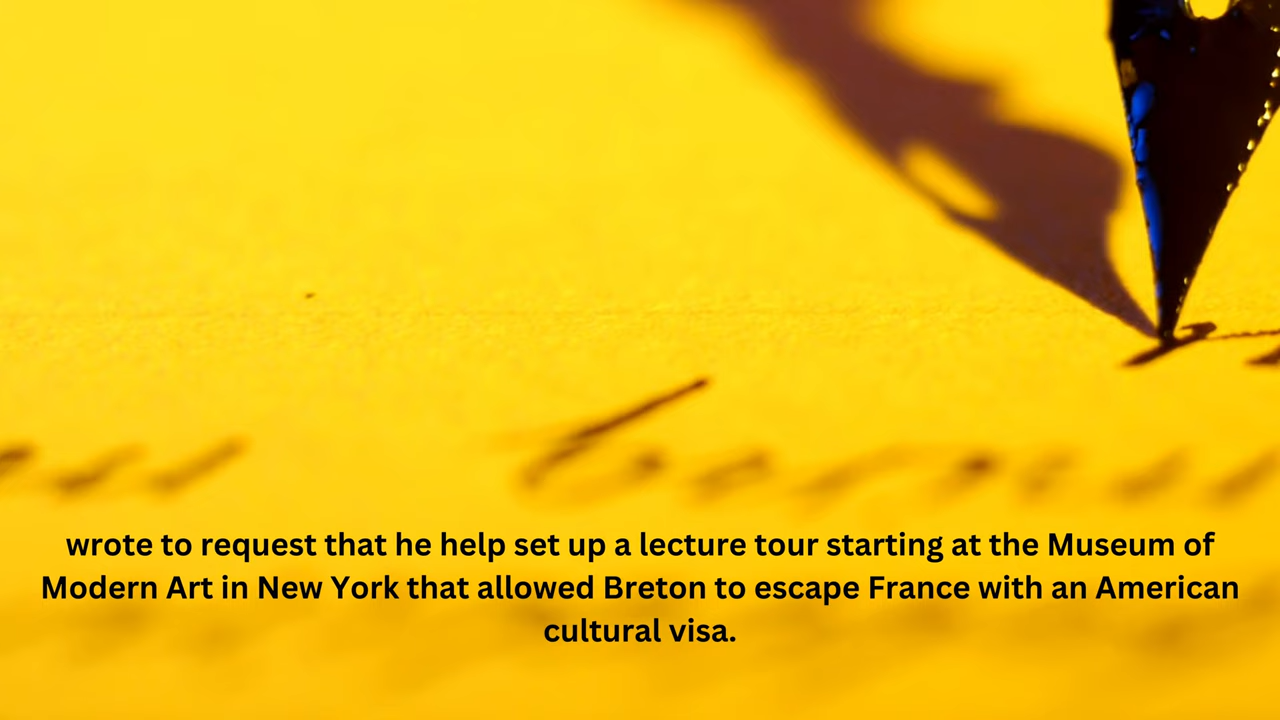 wrote to request that he help set up a lecture tour starting at the Museum of
Modern Art in New York that allowed Breton to escape France with an American
cultural visa.